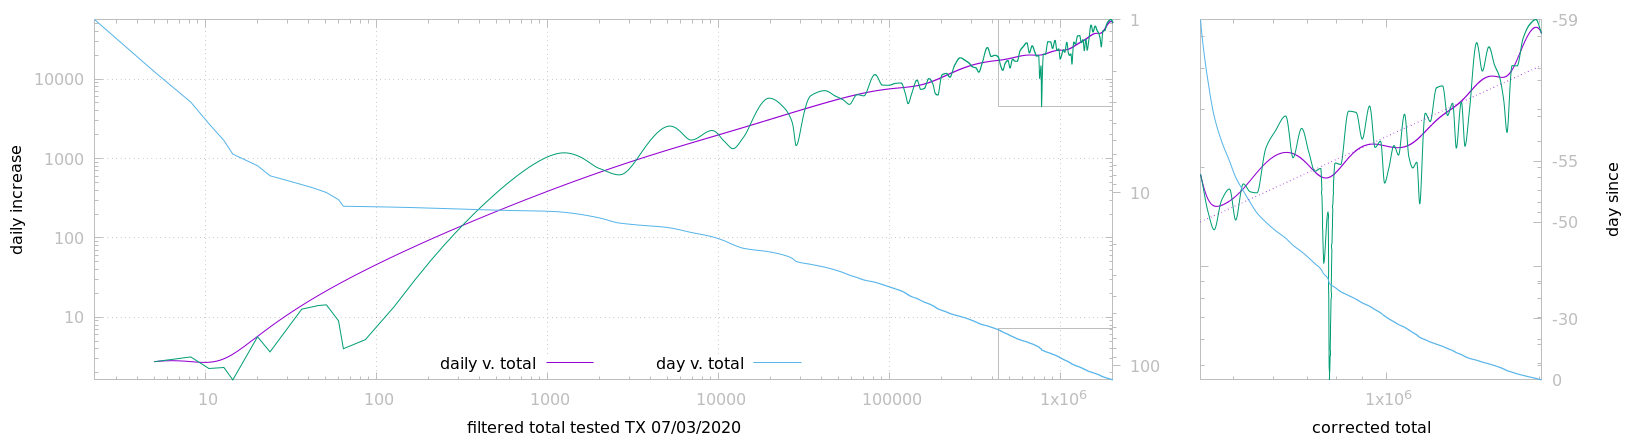 daily increase
10000
1000
100
10
daily v. total
day v. total
10 100 1000 10000 100000 1x10⁶
filtered total tested TX 07/03/2020
1
10
100
1x10⁶
corrected total
-59
-55
-50
-30
0
day since